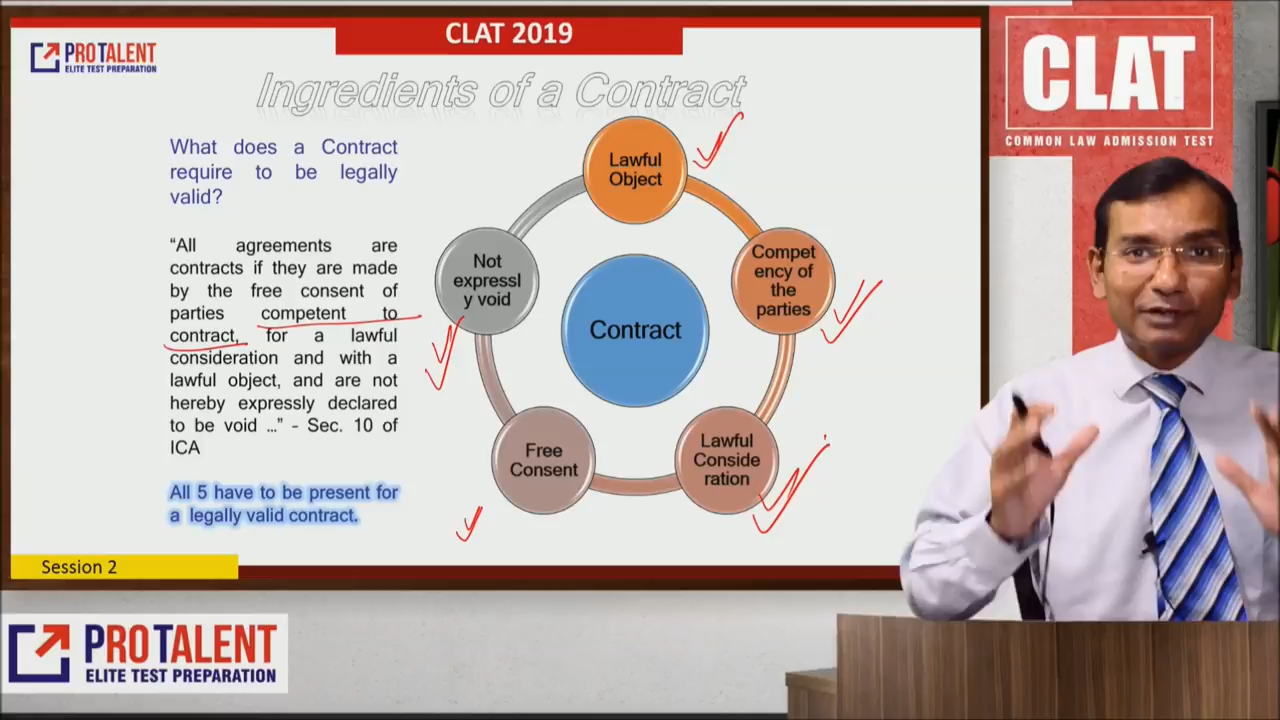 CLAT 2019
PROTALENT
ELITE TEST PREPARATION
Ingredients of a Contract
What does a Contract
require to be legally
valid?
“All agreements are
contracts if they are made
by the free consent of
parties competent to
contract, for a lawful
consideration and with a
lawful object, and are not
hereby expressly declared
to be void ...” – Sec. 10 of
ICA
All 5 have to be present for
a legally valid contract.
Lawful
Object
Compet
ency of
the
parties
Lawful
Conside
ration
Free
Consent
Not
expressl
y void
Contract
Session 2
CLAT
COMMON LAW ADMISSION TEST
PROTALENT
ELITE TEST PREPARATION